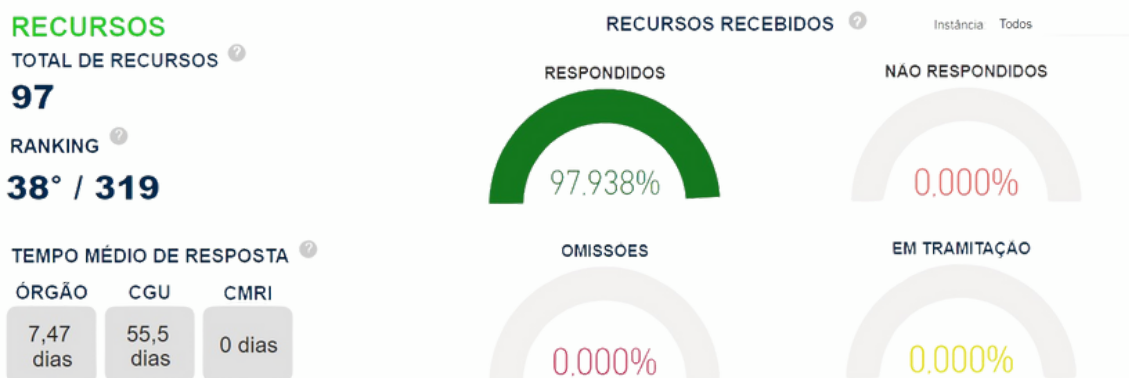 RECURSOS
TOTAL DE RECURSOS ?
97
RANKING ?
38° / 319
TEMPO MÉDIO DE RESPOSTA ?
ÓRGÃO CGU CMRI
7,47 dias
55,5 dias
0 dias
RECURSOS RECEBIDOS ? Instância: Todos
RESPONDIDOS
97.938%
NÃO RESPONDIDOS
0.000%
OMISSÕES
0.000%
EM TRAMITAÇÃO
0.000%